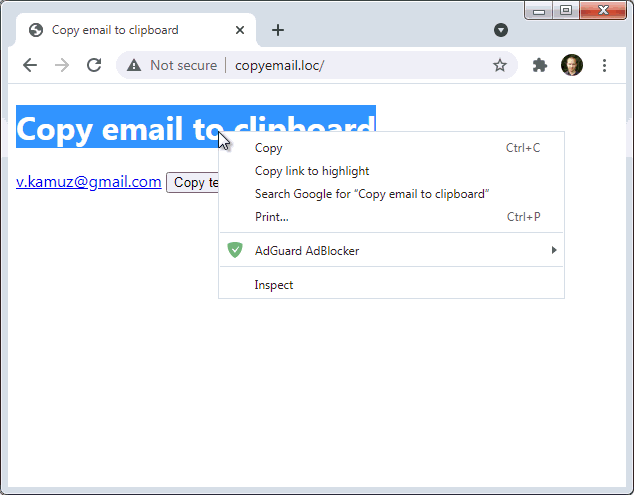 Copy email to clipboard
Not secure copyemail.loc/
Copy email to clipboard
v.kamuz@gmail.com Copy te
Copy Ctrl+C
Copy link to highlight
Search Google for “Copy email to clipboard”
Print... Ctrl+P
AdGuard AdBlocker
Inspect